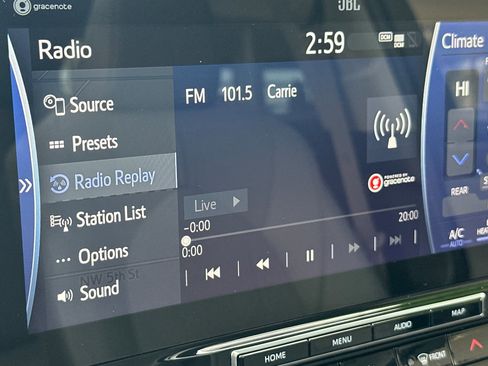 gracenote
JBL
Radio
2:59
DCM
Climate
Source
FM 101.5 Carrie
HI
Presets
Radio Replay
POWERED BY
gracenote
REAR
Station List
Live
-0:00
20:00
0:00
A/C
AUTO
Options
NW 5th St
Sound
HOME
MENU
AUDIO
MAP
FRONT